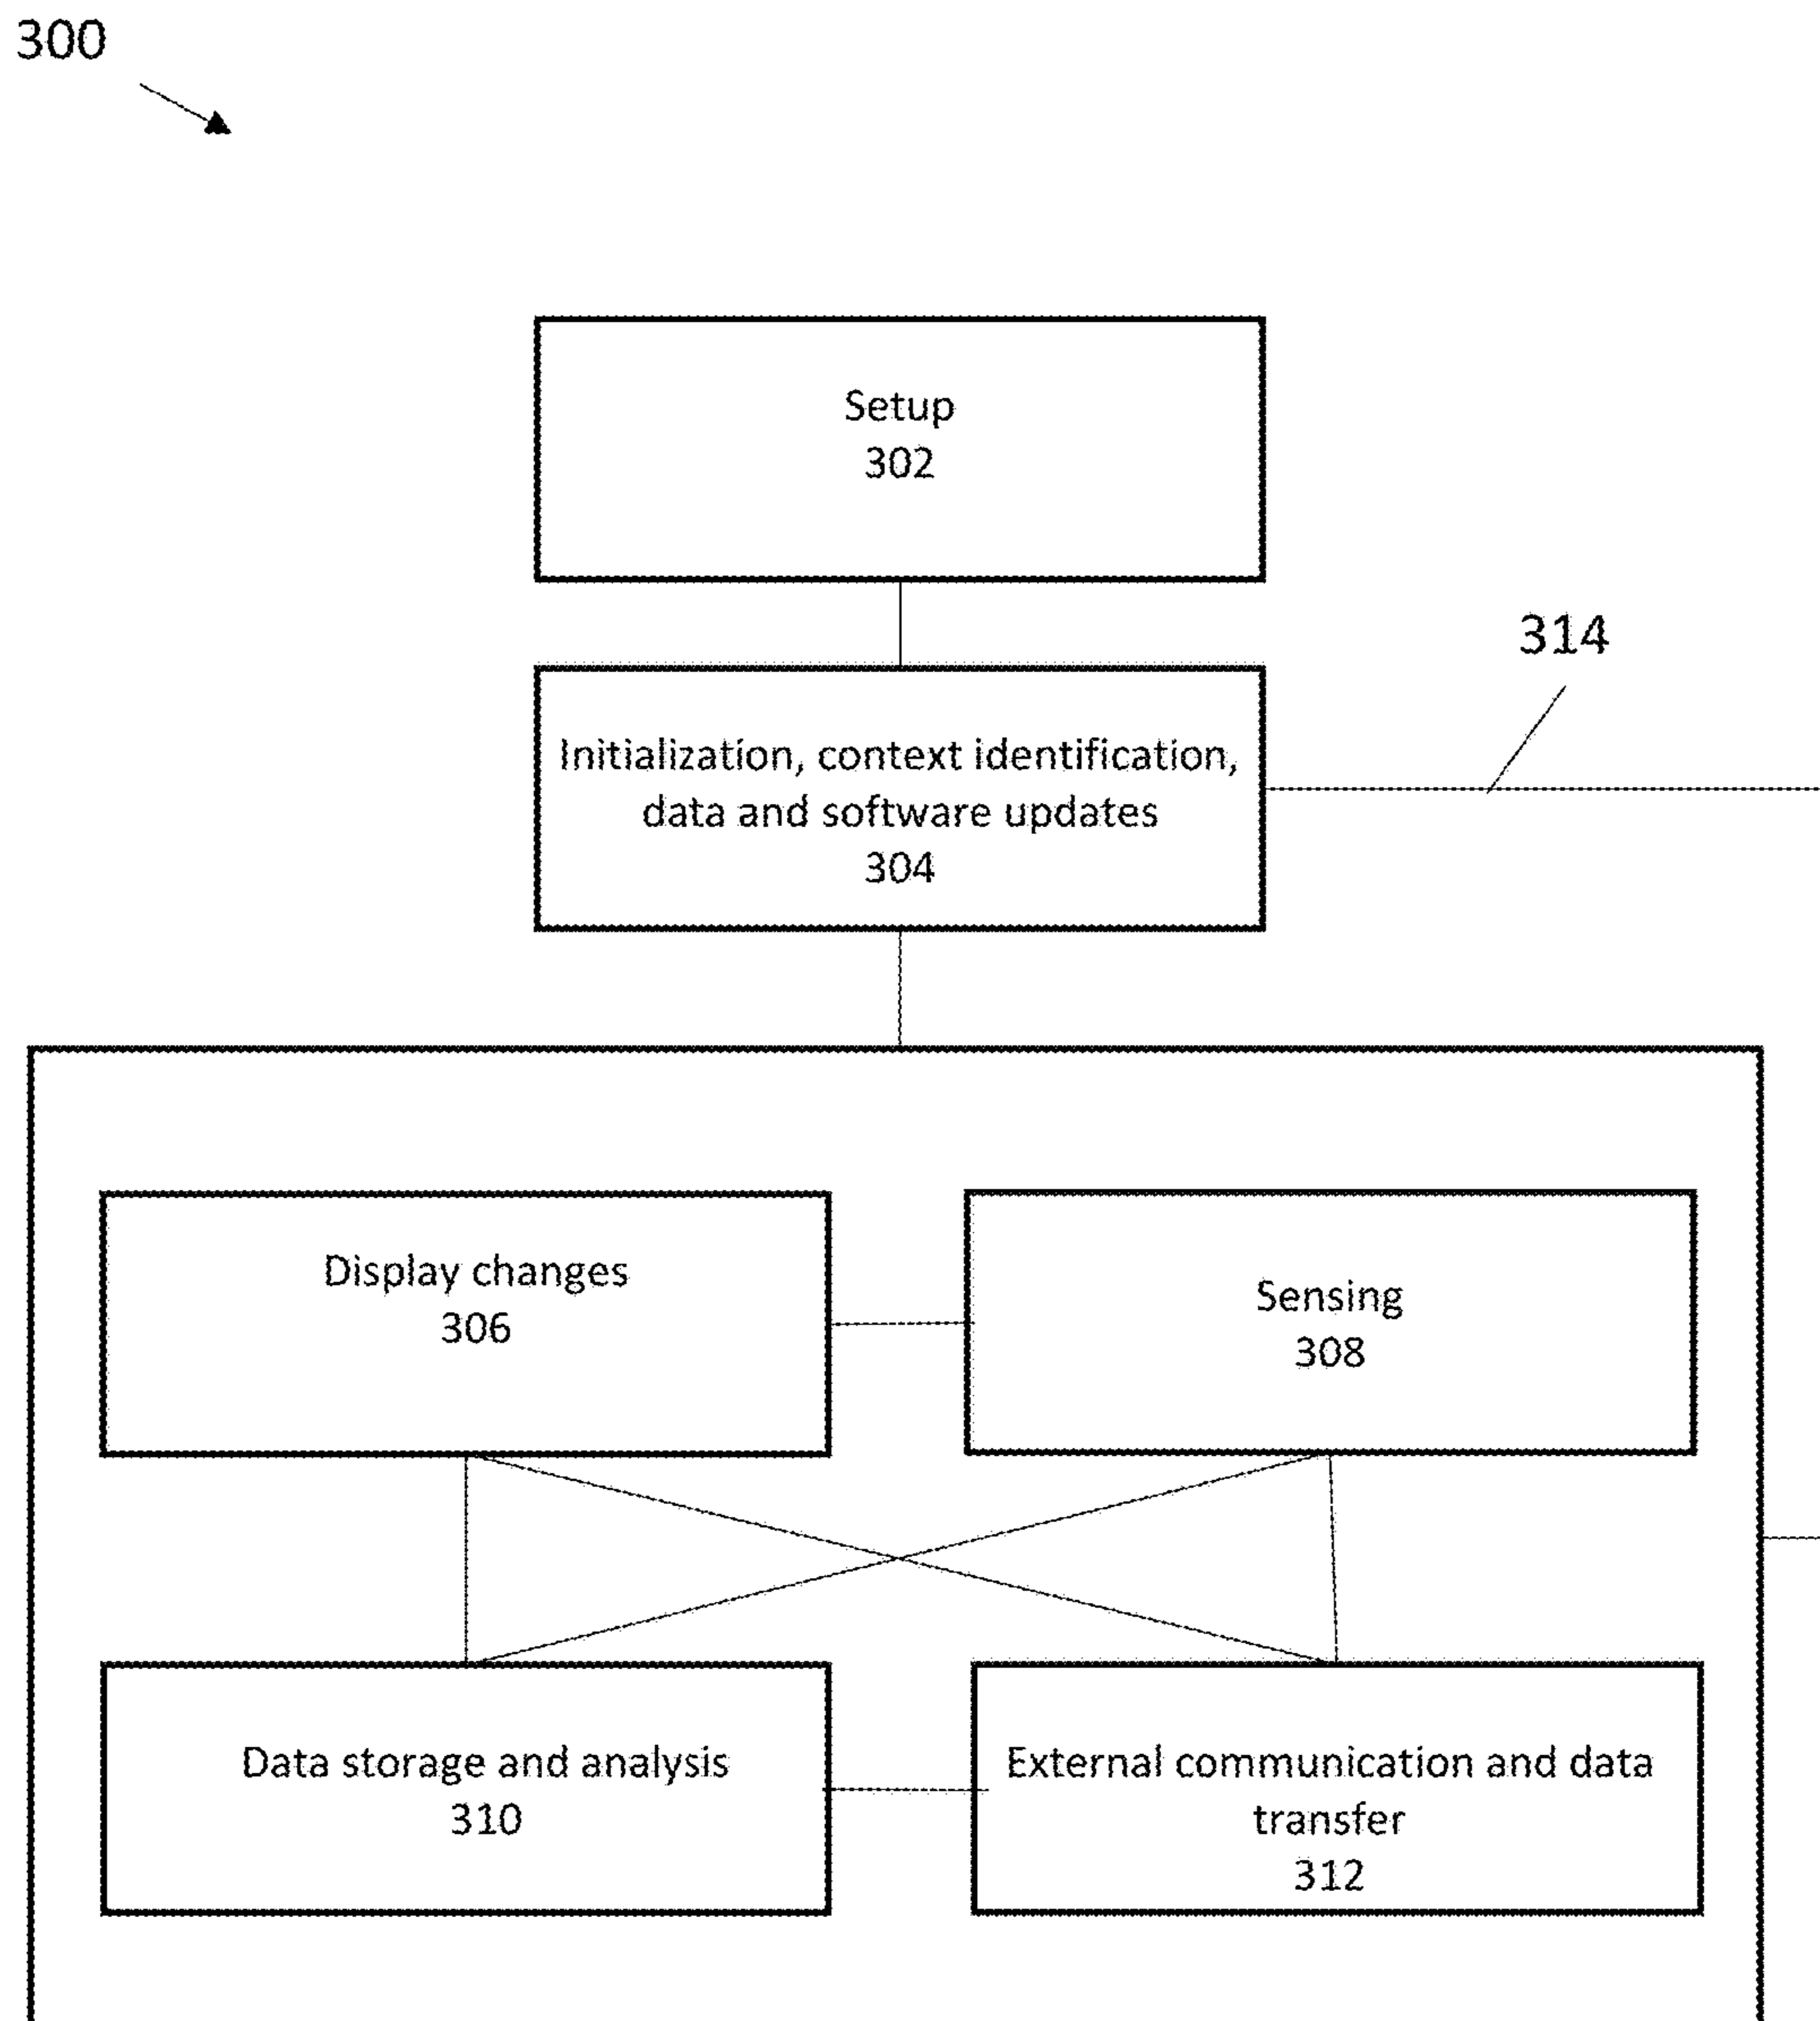 300
Setup
302
314
Initialization, context identification,
data and software updates
304
Display changes
306
Sensing
308
Data storage and analysis
310
External communication and data
transfer
312